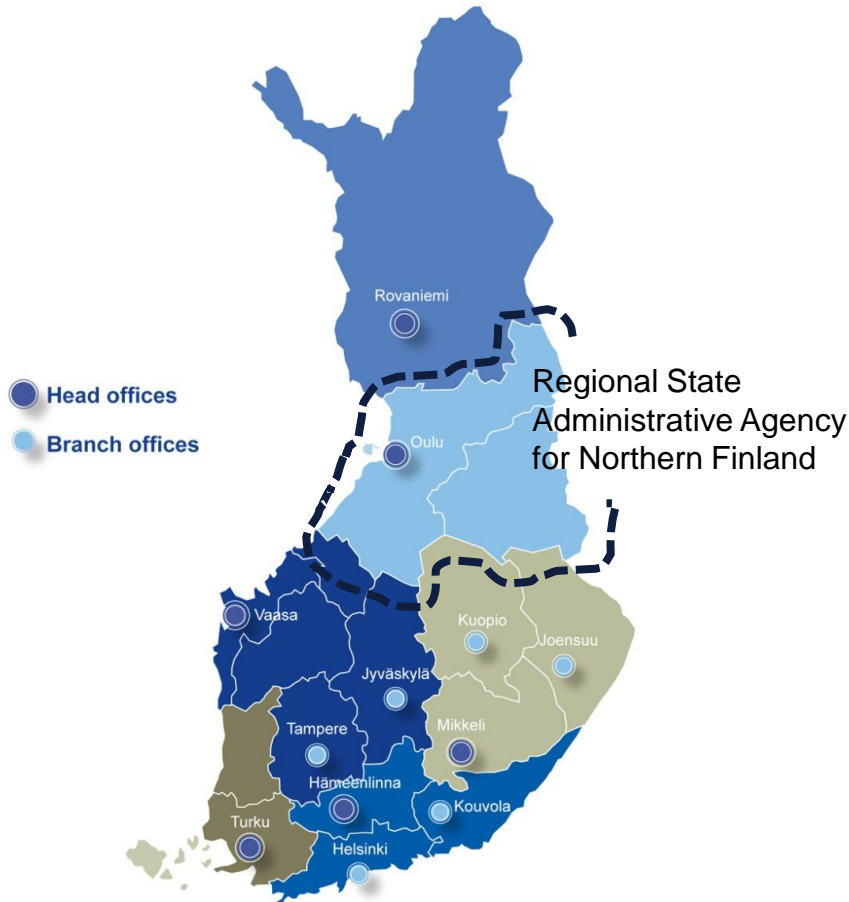 Rovaniemi
Head offices
Branch offices
Regional State
Administrative Agency
for Northern Finland
Oulu
Vaasa
Kuopio
Joensuu
Jyväskylä
Tampere
Mikkeli
Hämeenlinna
Kouvola
Turku
Helsinki